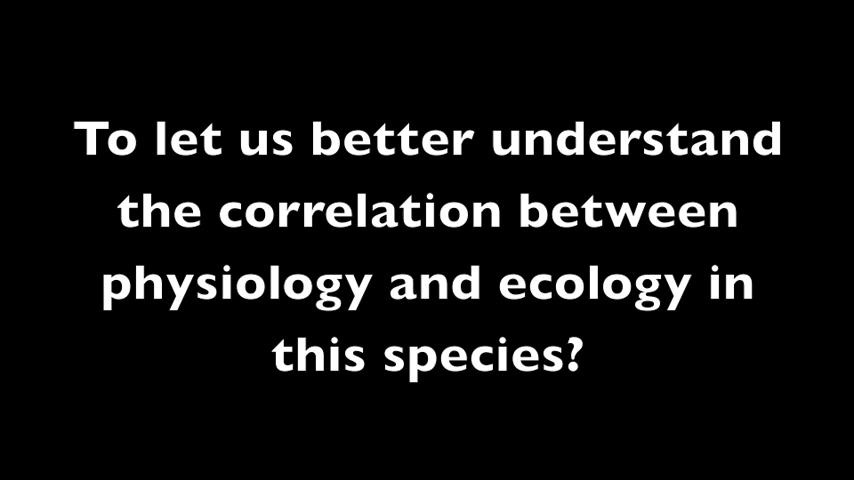 To let us better understand
the correlation between
physiology and ecology in
this species?